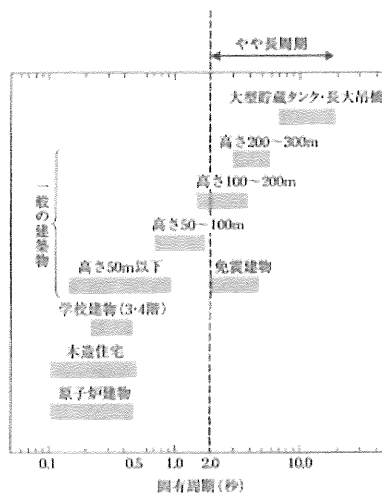 やや長周期
大型貯蔵タンク・長大吊橋
高さ200～300m
高さ100～200m
高さ50～100m
高さ50m以下
免震建物
一般の建築物
学校建物(3・4階)
木造住宅
原子炉建物
0.1
0.5
1.0
2.0
10.0
固有周期(秒)